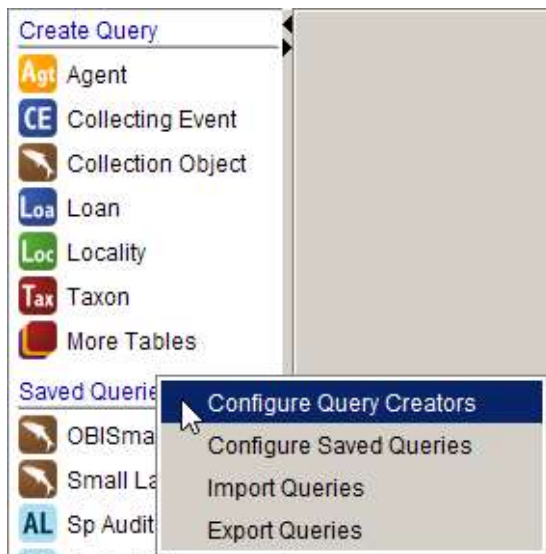 Create Query
Agt Agent
CE Collecting Event
Collection Object
Loa Loan
Loc Locality
Tax Taxon
More Tables
Saved Querie
Configure Query Creators
OBISma
Configure Saved Queries
Small La
Import Queries
AL Sp Audit
Export Queries